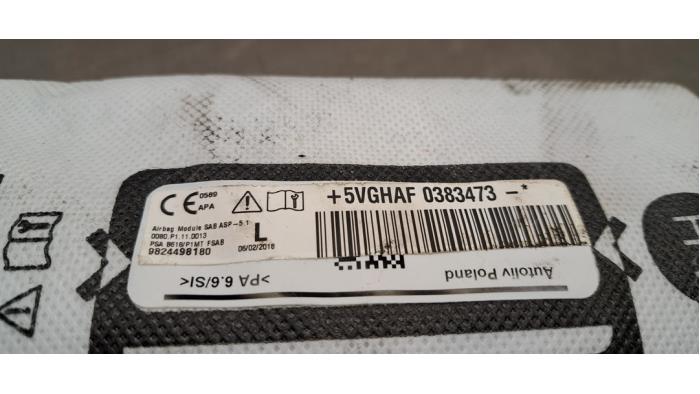 CE 0589
APA
+5VGHAF 0383473 -*
Airbag Module SAB ASP-5.1
0080.P1.11.0013
PSA B618/P1MT FSAB
9824498180
L
06/02/2018
>PA 6.6/SI<
Autoliv Poland